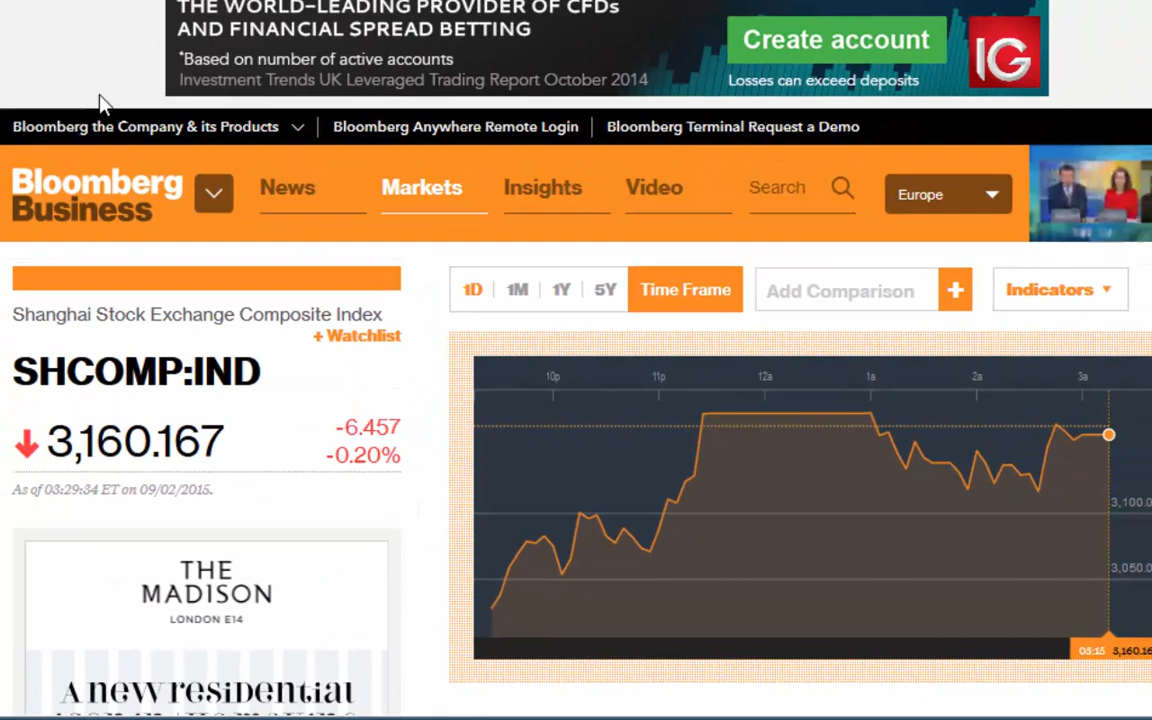 THE WORLD-LEADING PROVIDER OF CFDs
AND FINANCIAL SPREAD BETTING
*Based on number of active accounts
Investment Trends UK Leveraged Trading Report October 2014
Create account
Losses can exceed deposits
IG
Bloomberg the Company & its Products
Bloomberg Anywhere Remote Login
Bloomberg Terminal Request a Demo
Bloomberg
Business
News
Markets
Insights
Video
Search
Europe
Shanghai Stock Exchange Composite Index
+ Watchlist
SHCOMP:IND
3,160.167
-6.457
-0.20%
As of 03:29:34 ET on 09/02/2015.
1D
1M
1Y
5Y
Time Frame
Add Comparison
+
Indicators
10p
11p
12a
1a
2a
3a
3,100.0
3,050.0
03:15
3,160.16
THE
MADISON
LONDON E14
A new residential